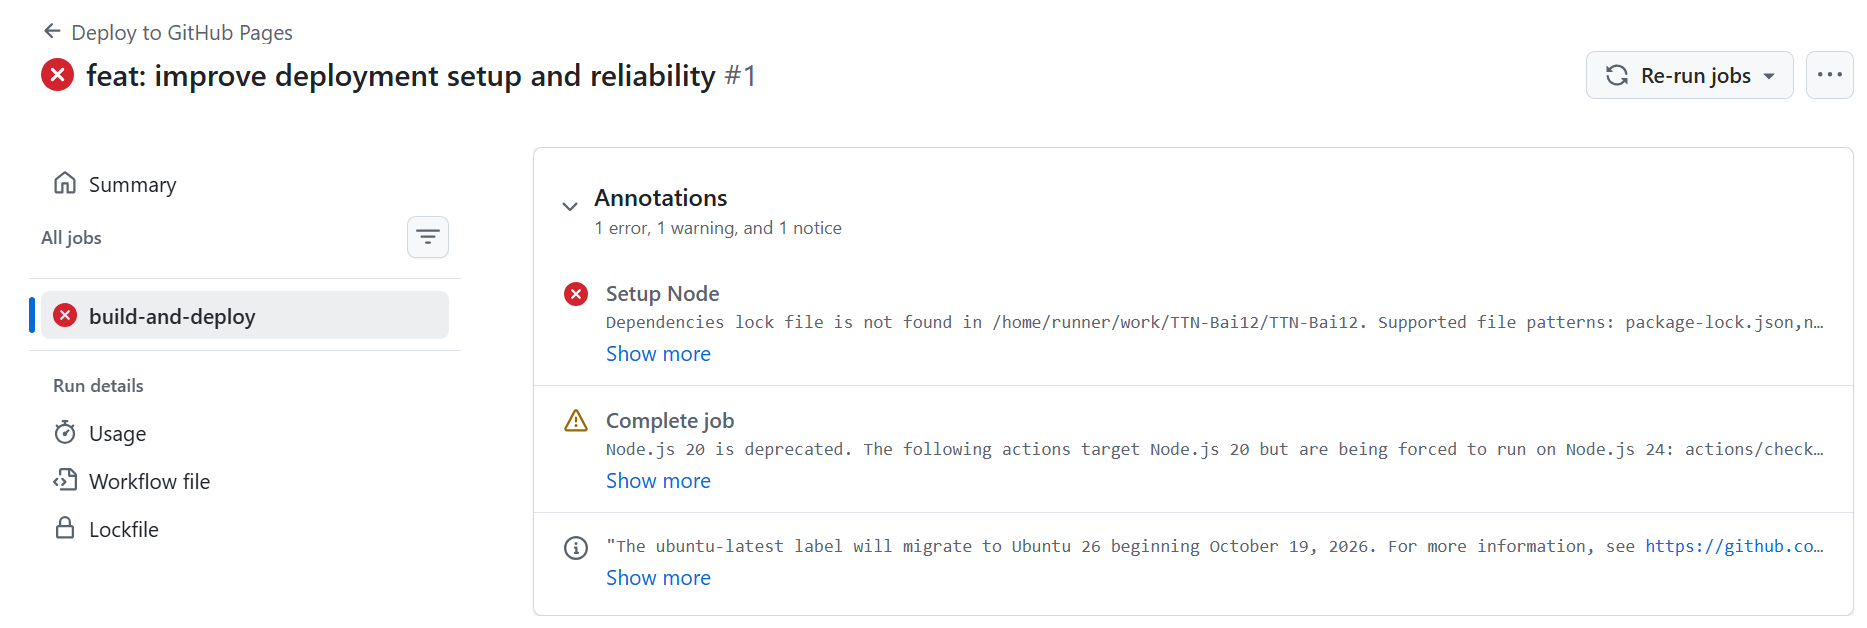 Deploy to GitHub Pages
feat: improve deployment setup and reliability #1
Re-run jobs
Summary
All jobs
build-and-deploy
Run details
Usage
Workflow file
Lockfile
Annotations
1 error, 1 warning, and 1 notice
Setup Node
Dependencies lock file is not found in /home/runner/work/TTN-Bai12/TTN-Bai12. Supported file patterns: package-lock.json,n…
Show more
Complete job
Node.js 20 is deprecated. The following actions target Node.js 20 but are being forced to run on Node.js 24: actions/check…
Show more
"The ubuntu-latest label will migrate to Ubuntu 26 beginning October 19, 2026. For more information, see https://github.co…
Show more